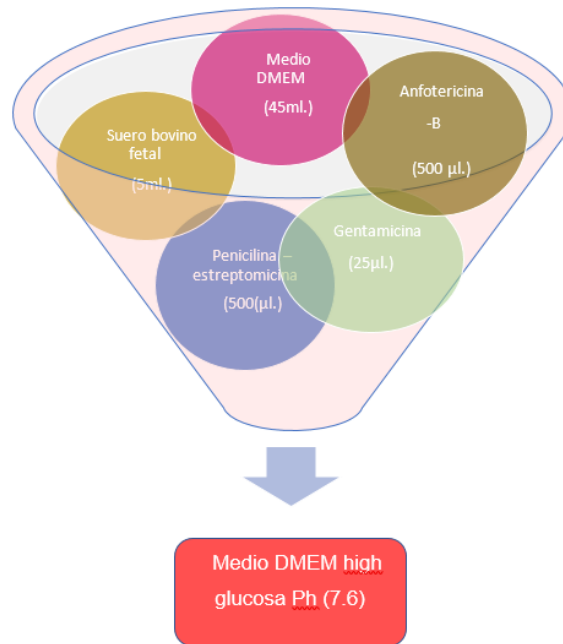 Medio
DMEM
(45ml.)
Anfotericina
-B
(500 µl.)
Suero bovino
fetal
(5ml.)
Gentamicina
(25µl.)
Penicilina –
estreptomicina
(500(µl.)
Medio DMEM high
glucosa Ph (7.6)